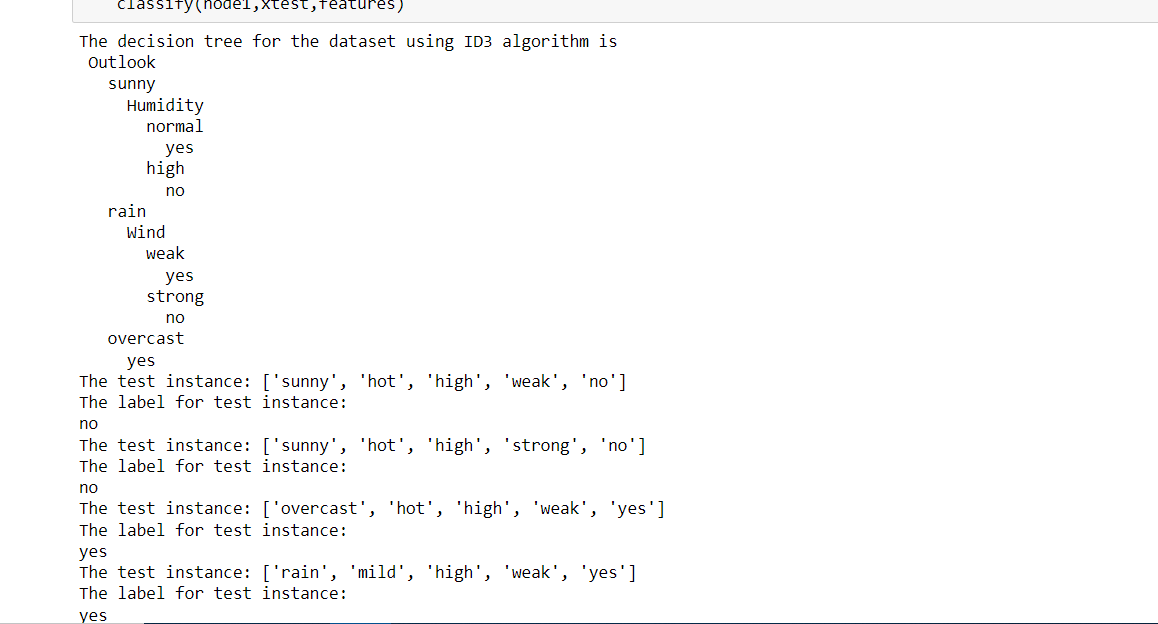 classify(node1,xtest,features)
The decision tree for the dataset using ID3 algorithm is
Outlook
sunny
Humidity
normal
yes
high
no
rain
Wind
weak
yes
strong
no
overcast
yes
The test instance: ['sunny', 'hot', 'high', 'weak', 'no']
The label for test instance:
no
The test instance: ['sunny', 'hot', 'high', 'strong', 'no']
The label for test instance:
no
The test instance: ['overcast', 'hot', 'high', 'weak', 'yes']
The label for test instance:
yes
The test instance: ['rain', 'mild', 'high', 'weak', 'yes']
The label for test instance:
yes